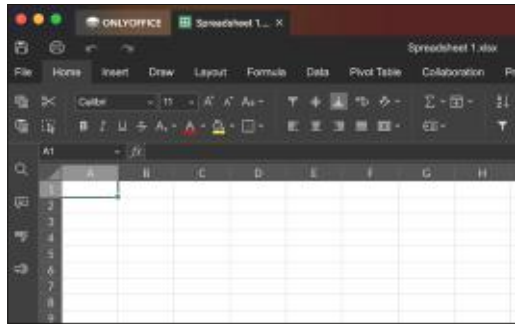 ONLYOFFICE Spreadsheet 1... ×
Spreadsheet 1.xlsx
File Home Insert Draw Layout Formula Data Pivot Table Collaboration
Calibri 11
B I U
A1 fx
A B C D E F G H
1
2
3
4
5
6
7
8
9